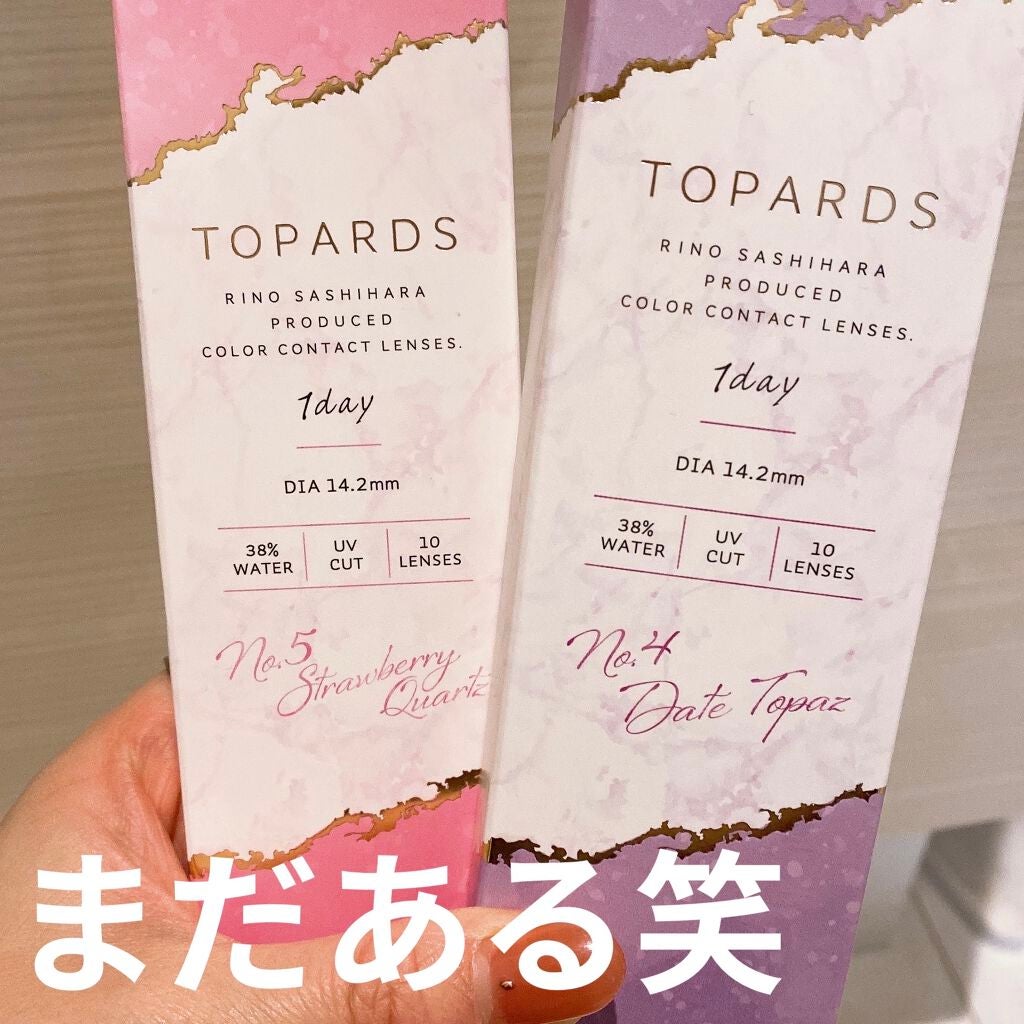 TOPARDS
RINO SASHIHARA
PRODUCED
COLOR CONTACT LENSES.
1day
DIA 14.2mm
38%
WATER
UV
CUT
10
LENSES
No.5
Strawberry
Quartz
TOPARDS
RINO SASHIHARA
PRODUCED
COLOR CONTACT LENSES.
1day
DIA 14.2mm
38%
WATER
UV
CUT
10
LENSES
No.4
Date Topaz
まだある笑